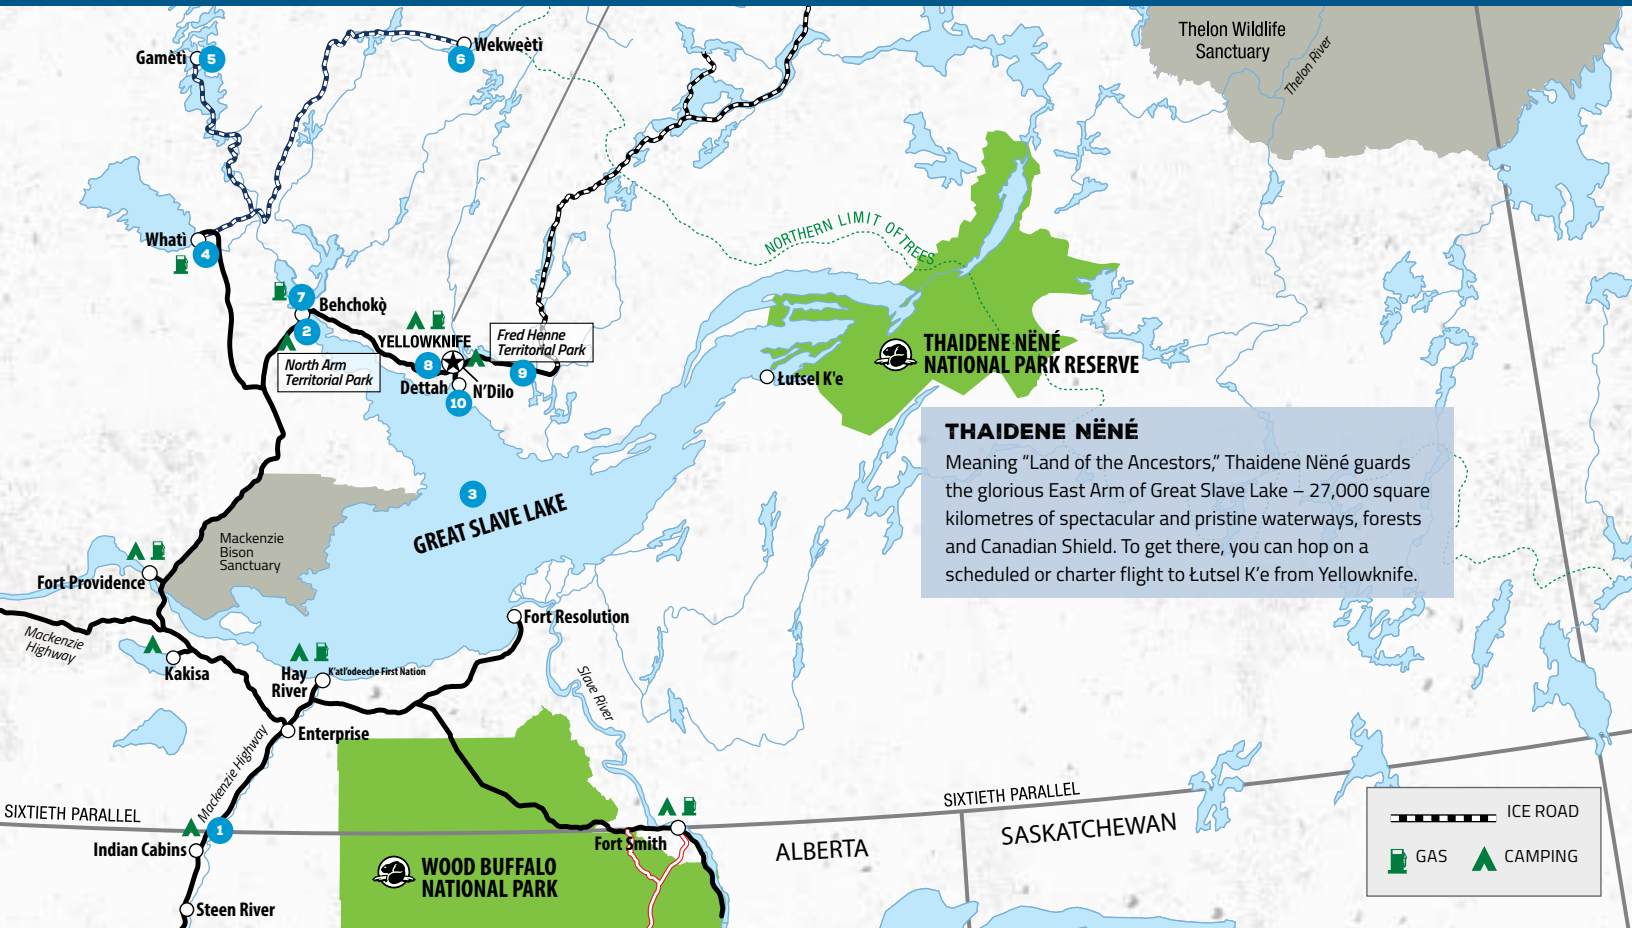 Thelon Wildlife
Sanctuary
Thelon River
Gamètì
5
Wekweètì
6
Whatì
4
NORTHERN LIMIT OF TREES
7
Behchokǫ̀
2
North Arm
Territorial Park
YELLOWKNIFE
8
Dettah
N'Dilo
10
Fred Henne
Territorial Park
9
THAIDENE NËNÉ
NATIONAL PARK RESERVE
Łutsel K'e
THAIDENE NËNÉ
Meaning “Land of the Ancestors,” Thaidene Nëné guards
the glorious East Arm of Great Slave Lake – 27,000 square
kilometres of spectacular and pristine waterways, forests
and Canadian Shield. To get there, you can hop on a
scheduled or charter flight to Łutsel K’e from Yellowknife.
3
GREAT SLAVE LAKE
Mackenzie
Bison
Sanctuary
Fort Providence
Mackenzie
Highway
Kakisa
Hay
River
K'atl'odeeche First Nation
Fort Resolution
Slave River
Enterprise
Mackenzie Highway
SIXTIETH PARALLEL
1
Indian Cabins
Steen River
WOOD BUFFALO
NATIONAL PARK
Fort Smith
ALBERTA
SIXTIETH PARALLEL
SASKATCHEWAN
ICE ROAD
GAS
CAMPING